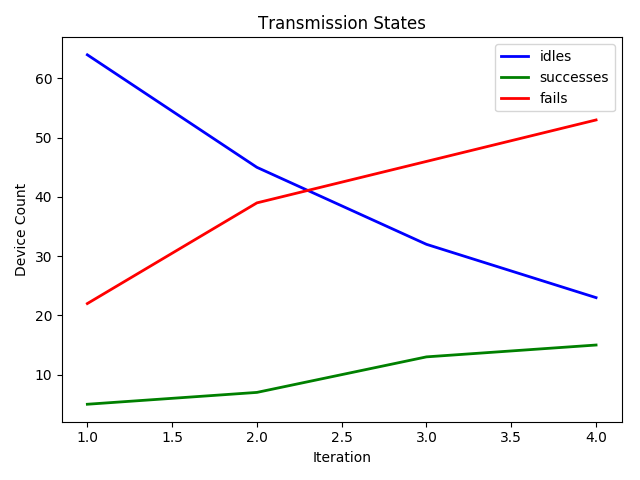 Transmission States
idles
successes
fails
Device Count
60
50
40
30
20
10
1.0 1.5 2.0 2.5 3.0 3.5 4.0
Iteration